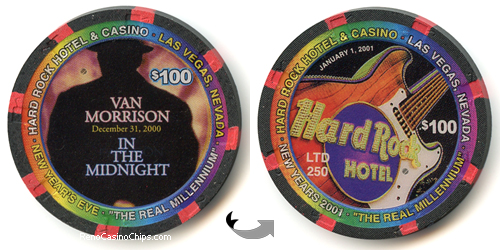 HARD ROCK HOTEL & CASINO - LAS VEGAS, NEVADA
$100
VAN
MORRISON
December 31, 2000
IN
THE
MIDNIGHT
NEW YEAR'S EVE - "THE REAL MILLENNIUM"
HARD ROCK HOTEL & CASINO - LAS VEGAS, NEVADA
JANUARY 1, 2001
Hard Rock
HOTEL
$100
LTD
250
NEW YEARS 2001 - "THE REAL MILLENNIUM"
RenoCasinoChips.com